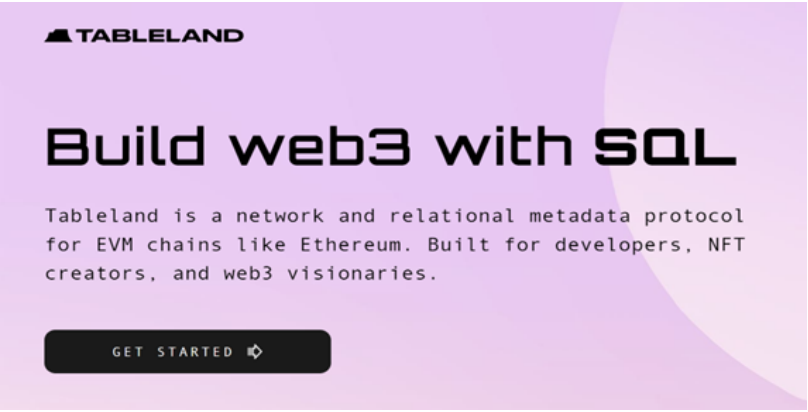 TABLELAND
Build web3 with SQL
Tableland is a network and relational metadata protocol
for EVM chains like Ethereum. Built for developers, NFT
creators, and web3 visionaries.
GET STARTED